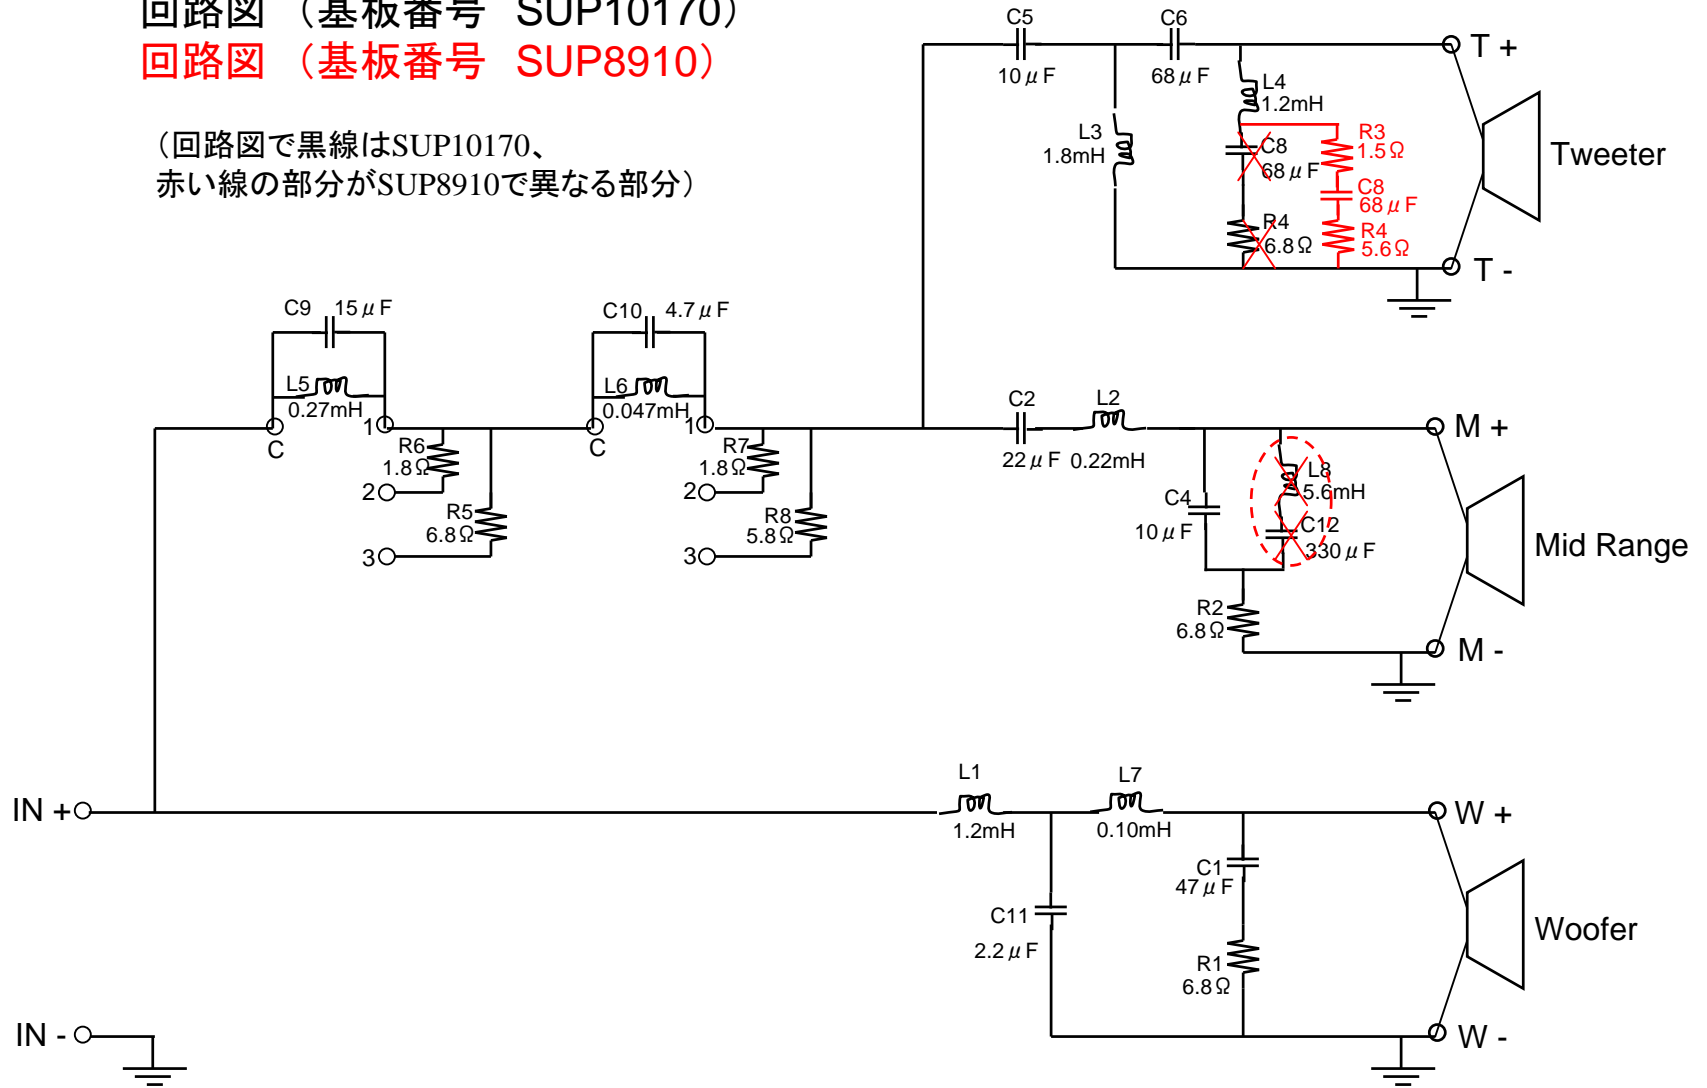 回路図 （基板番号 SUP10170）
回路図 （基板番号 SUP8910）
（回路図で黒線はSUP10170、
赤い線の部分がSUP8910で異なる部分）
C5
10μF
C6
68μF
T +
L4
1.2mH
L3
1.8mH
C8
68μF
R3
1.5Ω
C8
68μF
R4
6.8Ω
R4
5.6Ω
Tweeter
T -
C9 15μF
C10 4.7μF
L5
0.27mH
L6
0.047mH
C
1
C
1
R6
1.8Ω
2
R5
6.8Ω
3
R7
1.8Ω
2
R8
5.8Ω
3
C2
22μF
L2
0.22mH
M +
C4
10μF
L8
5.6mH
C12
330μF
R2
6.8Ω
Mid Range
M -
IN +
L1
1.2mH
L7
0.10mH
W +
C1
47μF
C11
2.2μF
R1
6.8Ω
Woofer
IN -
W -